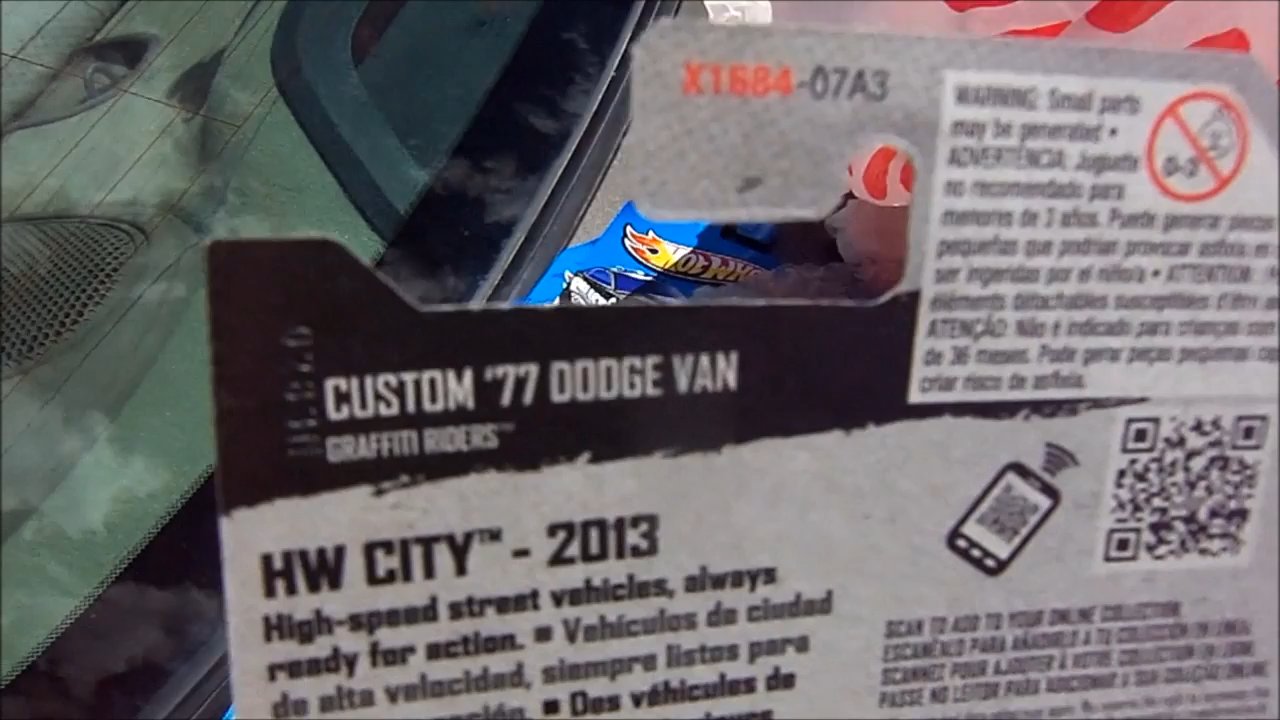 X1684-07A3
WARNING: Small parts
may be generated •
ADVERTENCIA: Juguete
no recomendado para
menores de 3 años. Puede generar piezas
pequeñas que podrían provocar asfixia en
ser ingeridas por el niño/a • ATTENTION :
éléments détachables susceptibles d'être
ATENÇÃO: Não é indicado para crianças com
de 36 meses. Pode gerar peças pequenas
criar risco de asfixia.
0-3
HOT WHEELS
CUSTOM '77 DODGE VAN
GRAFFITI RIDERS™
HW CITY™ - 2013
High-speed street vehicles, always
ready for action. ■ Vehículos de ciudad
de alta velocidad, siempre listos para
acción. ■ Des véhicules de
SCAN TO ADD TO YOUR ONLINE COLLECTION.
ESCANÉALO PARA AÑADIRLO A TU COLECCIÓN EN LÍNEA.
SCANNEZ POUR AJOUTER À VOTRE COLLECTION EN LIGNE.
PASSE NO LEITOR PARA ADICIONAR A SUA COLEÇÃO ONLINE.